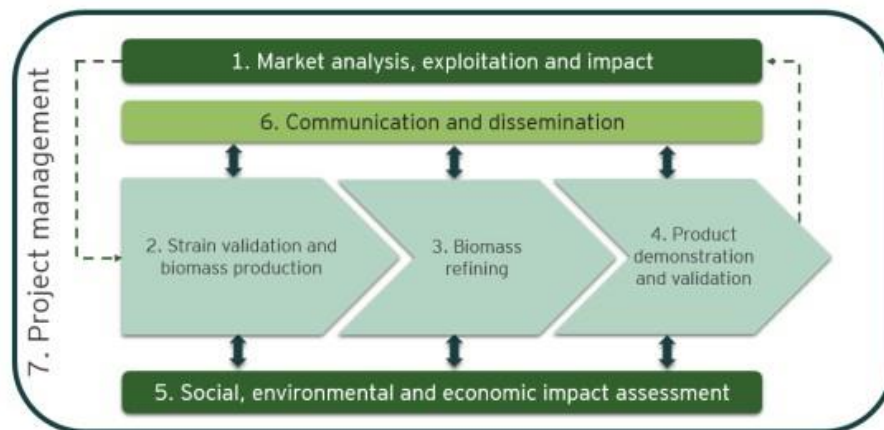 7. Project management
1. Market analysis, exploitation and impact
6. Communication and dissemination
2. Strain validation and
biomass production
3. Biomass
refining
4. Product
demonstration
and validation
5. Social, environmental and economic impact assessment